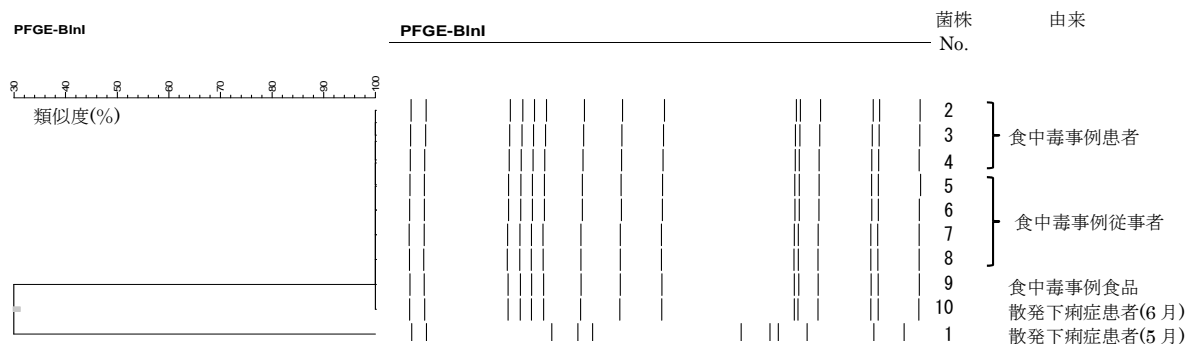 PFGE-BlnI
PFGE-BlnI
菌株
No.
由来
30 40 50 60 70 80 90 100
類似度(%)
2
3
4
食中毒事例患者
5
6
食中毒事例従事者
7
8
9 食中毒事例食品
10 散発下痢症患者(6月)
1 散発下痢症患者(5月)